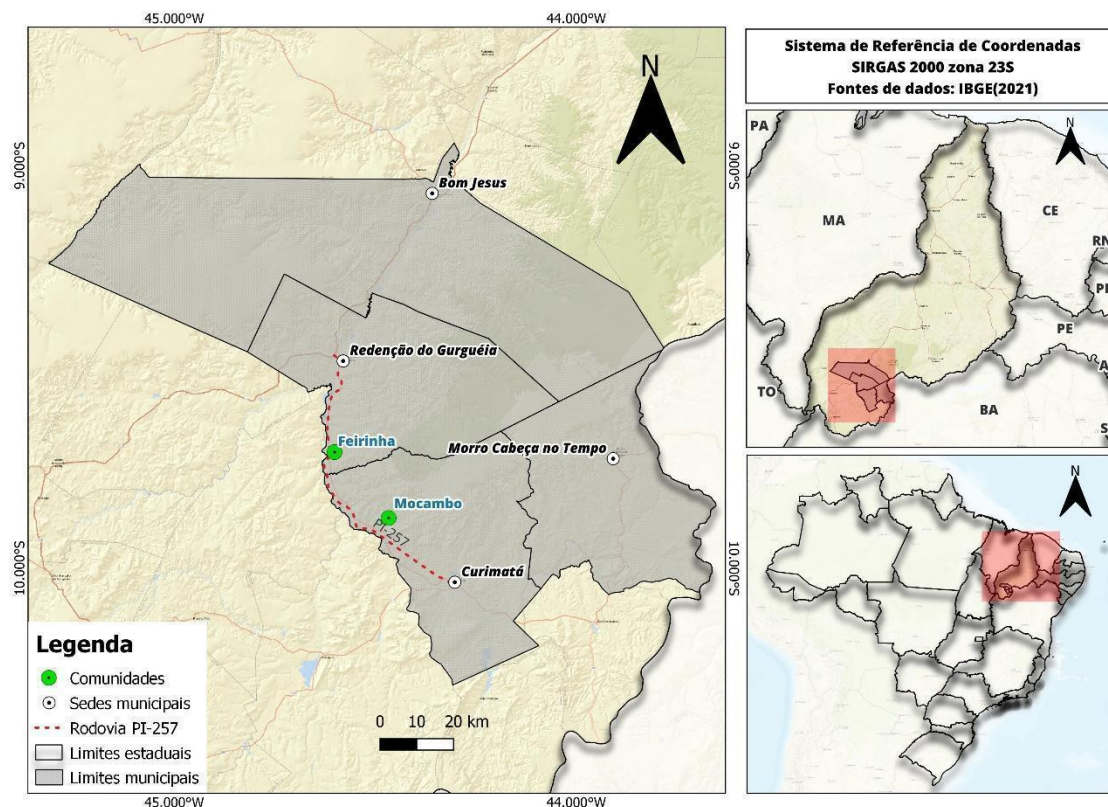 45.000°W
44.000°W
9.000°S
N
Bom Jesus
Redenção do Gurguéia
Feirinha
Morro Cabeça no Tempo
Mocambo
PI-257
Curimatá
10.000°S
Legenda
Comunidades
Sedes municipais
Rodovia PI-257
Limites estaduais
Limites municipais
0 10 20 km
45.000°W
44.000°W
9.000°S
10.000°S
Sistema de Referência de Coordenadas
SIRGAS 2000 zona 23S
Fontes de dados: IBGE(2021)
PA
N
MA
CE
RN
PE
TO
BA
N